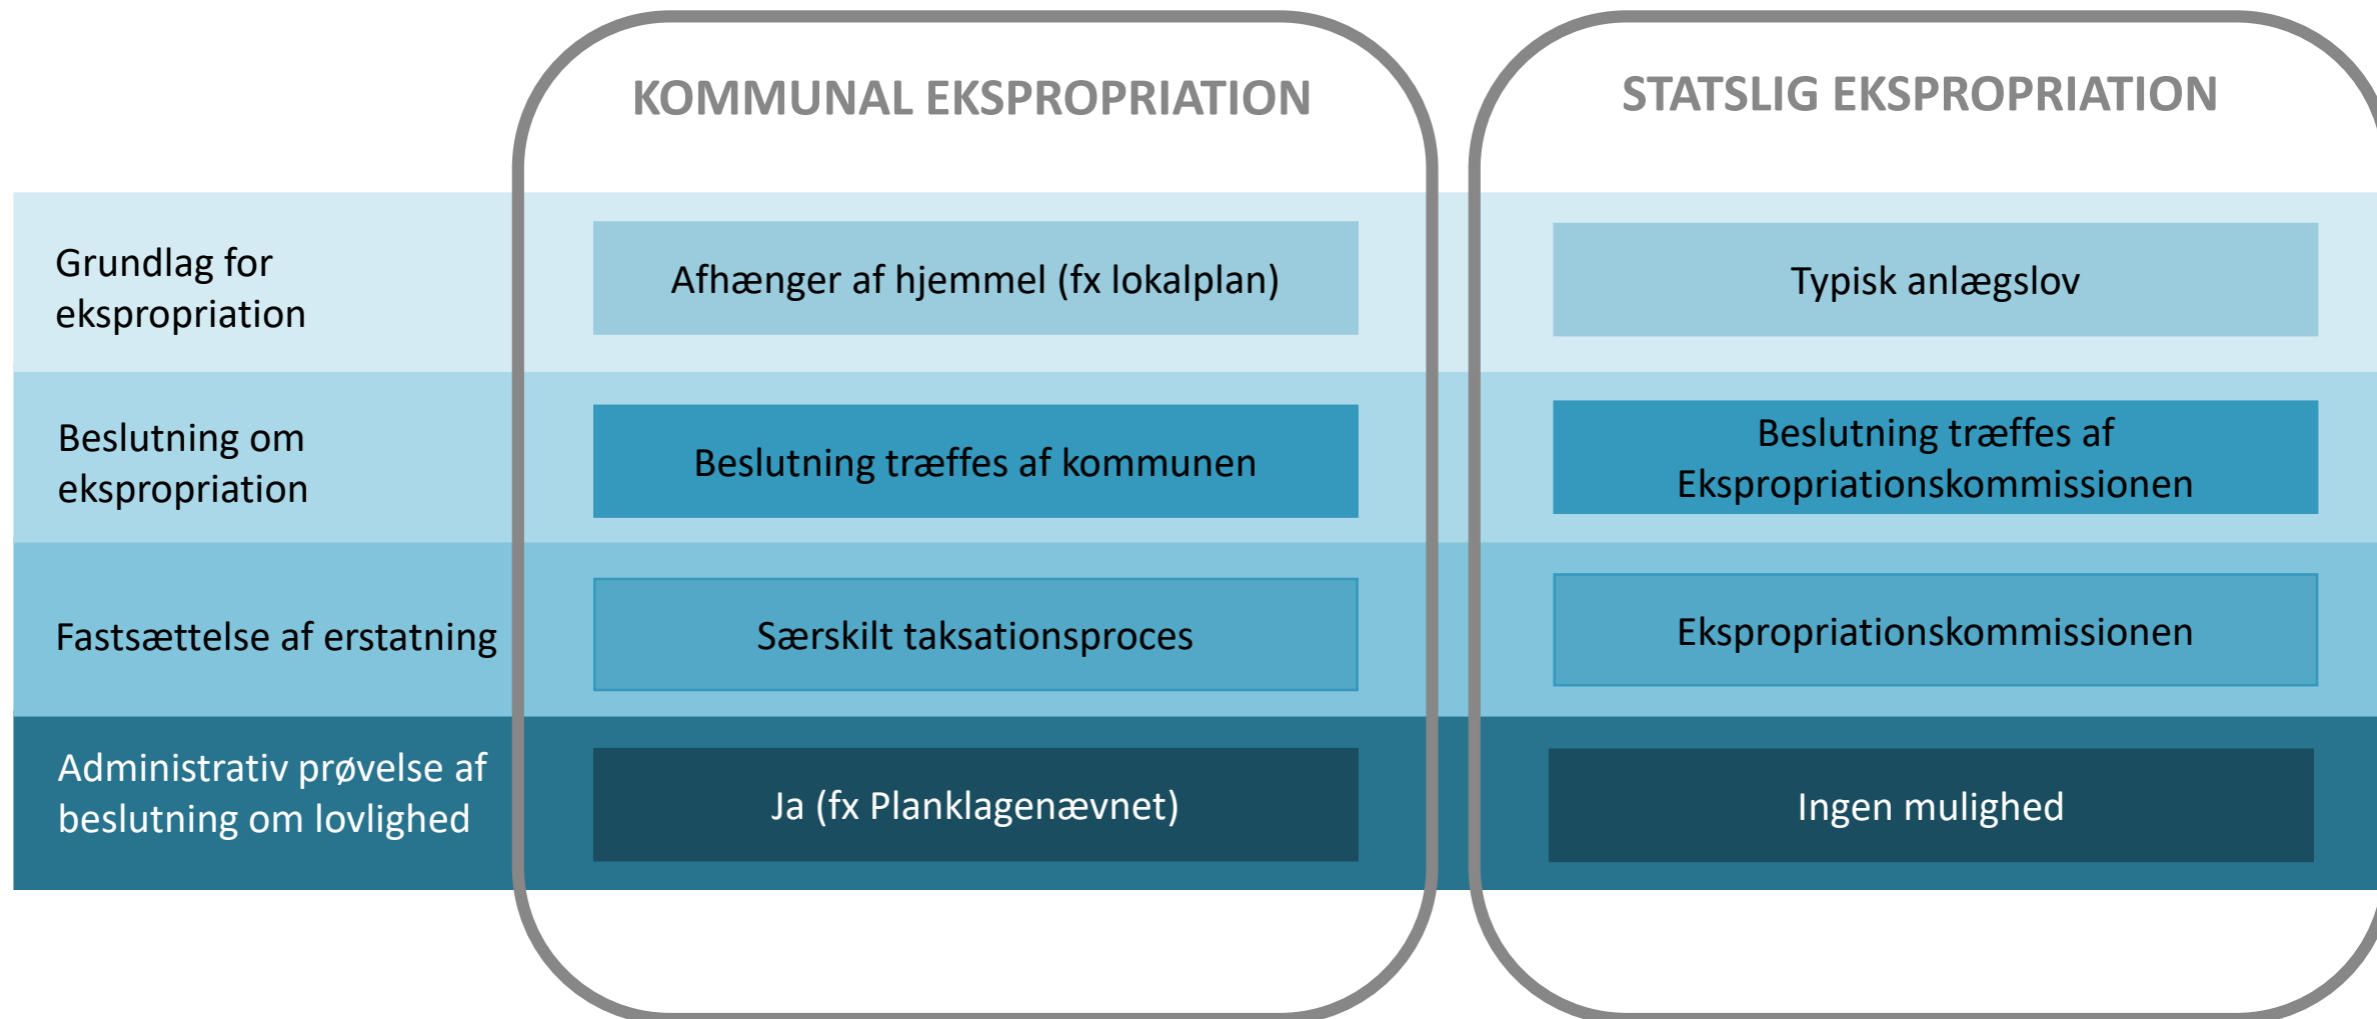 KOMMUNAL EKSPROPRIATION
STATSLIG EKSPROPRIATION
Grundlag for
ekspropriation
Afhænger af hjemmel (fx lokalplan)
Typisk anlægslov
Beslutning om
ekspropriation
Beslutning træffes af kommunen
Beslutning træffes af
Ekspropriationskommissionen
Fastsættelse af erstatning
Særskilt taksationsproces
Ekspropriationskommissionen
Administrativ prøvelse af
beslutning om lovlighed
Ja (fx Planklagenævnet)
Ingen mulighed